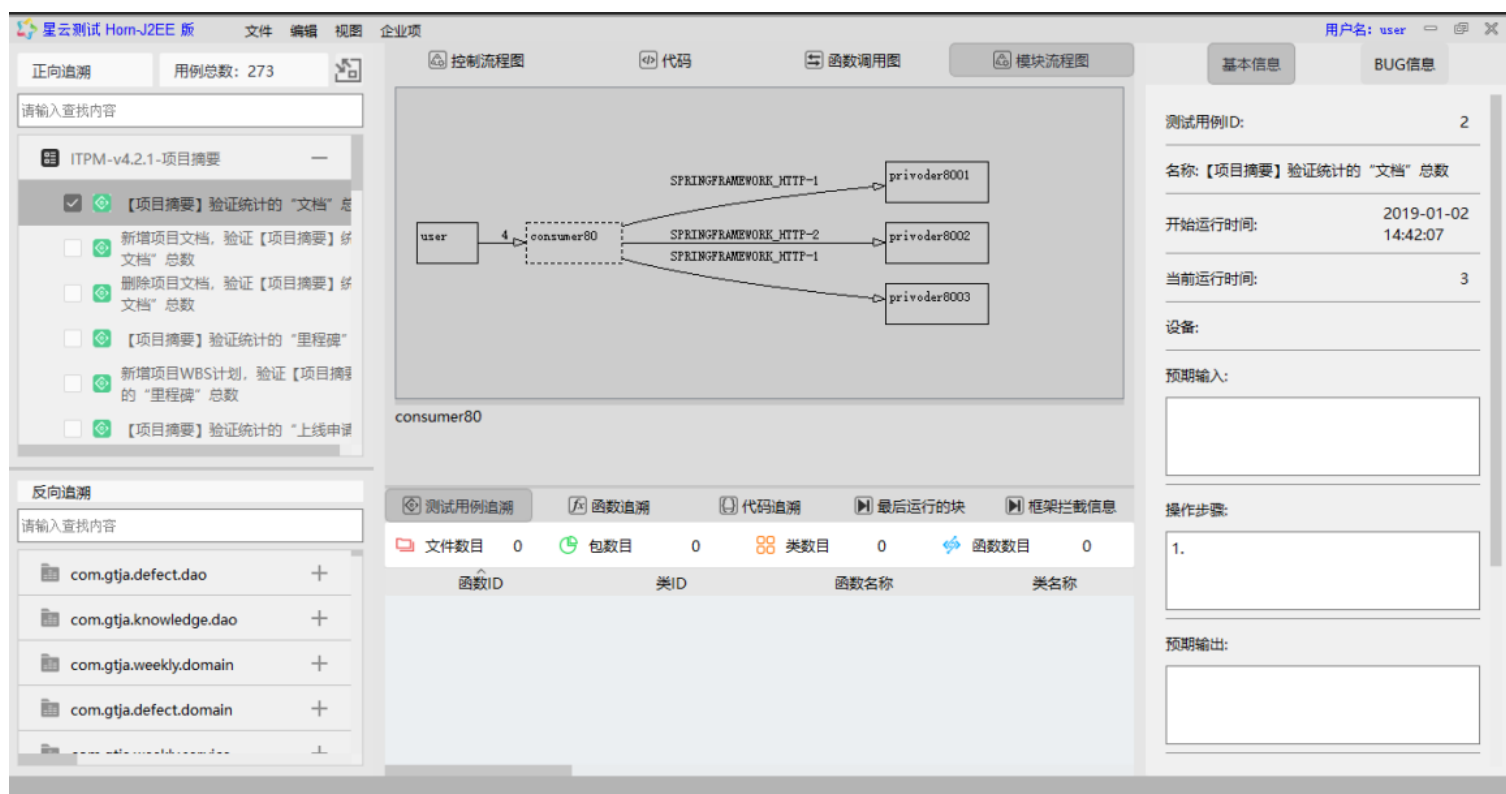 星云测试 Horn-J2EE 版 文件 编辑 视图 企业项 用户名: user
正向追溯 用例总数: 273
请输入查找内容
ITPM-v4.2.1-项目摘要
【项目摘要】验证统计的“文档”总
新增项目文档, 验证【项目摘要】统
文档”总数
删除项目文档, 验证【项目摘要】统
文档”总数
【项目摘要】验证统计的“里程碑”
新增项目WBS计划, 验证【项目摘要
的“里程碑”总数
【项目摘要】验证统计的“上线申请
反向追溯
请输入查找内容
com.gtja.defect.dao
com.gtja.knowledge.dao
com.gtja.weekly.domain
com.gtja.defect.domain
控制流程图 代码 函数调用图 模块流程图
SPRINGFRAMEWORK_HTTP-1 privoder8001
user 4 consumer80 SPRINGFRAMEWORK_HTTP-2 privoder8002
SPRINGFRAMEWORK_HTTP-1
privoder8003
consumer80
测试用例追溯 函数追溯 代码追溯 最后运行的块 框架拦截信息
文件数目 0 包数目 0 类数目 0 函数数目 0
函数ID 类ID 函数名称 类名称
基本信息 BUG信息
测试用例ID: 2
名称:【项目摘要】验证统计的“文档”总数
开始运行时间: 2019-01-02
14:42:07
当前运行时间: 3
设备:
预期输入:
操作步骤:
1.
预期输出: